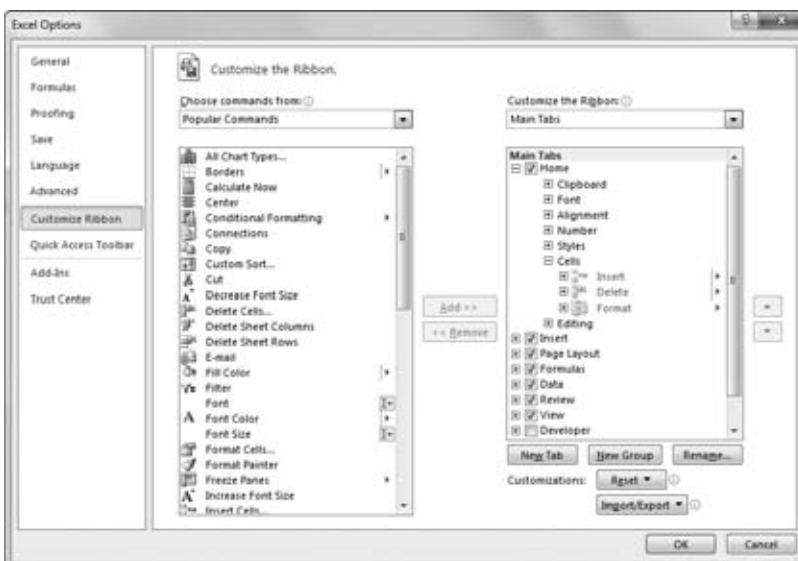 Excel Options
General
Formulas
Proofing
Save
Language
Advanced
Customize Ribbon
Quick Access Toolbar
Add-Ins
Trust Center
Customize the Ribbon.
Choose commands from:
Popular Commands
All Chart Types...
Borders
Calculate Now
Center
Conditional Formatting
Connections
Copy
Custom Sort...
Cut
Decrease Font Size
Delete Cells...
Delete Sheet Columns
Delete Sheet Rows
E-mail
Fill Color
Filter
Font
Font Color
Font Size
Format Cells...
Format Painter
Freeze Panes
Increase Font Size
Insert Cells...
Add >>
<< Remove
Customize the Ribbon:
Main Tabs
Main Tabs
Home
Clipboard
Font
Alignment
Number
Styles
Cells
Insert
Delete
Format
Editing
Insert
Page Layout
Formulas
Data
Review
View
Developer
New Tab
New Group
Rename...
Customizations:
Reset
Import/Export
OK
Cancel